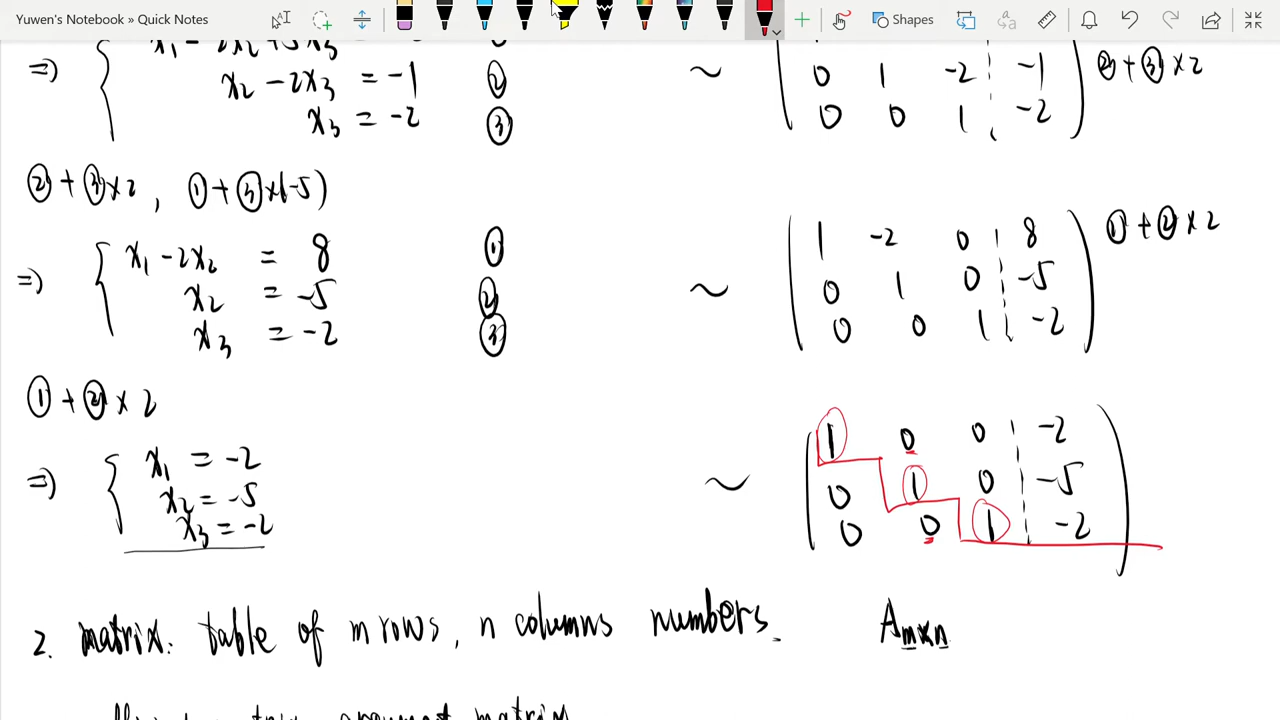 Yuwen's Notebook » Quick Notes
Shapes
⇒) { x₁ - 2x₂ + 5x₃
x₂ - 2x₃ = -1 ②
x₃ = -2 ③
~ ( 0 1 -2 ¦ -1 ) ② + ③ × 2
0 0 1 ¦ -2
② + ③ × 2 , ① + ③ × (-5)
⇒) { x₁ - 2x₂ = 8 ①
x₂ = -5 ②
x₃ = -2 ③
~ ( 1 -2 0 ¦ 8 ) ① + ② × 2
0 1 0 ¦ -5
0 0 1 ¦ -2
① + ② × 2
⇒) { x₁ = -2
x₂ = -5
x₃ = -2
~ ( 1 0 0 ¦ -2 )
0 1 0 ¦ -5
0 0 1 ¦ -2
2. matrix: table of m rows, n columns numbers. Am×n
matrix